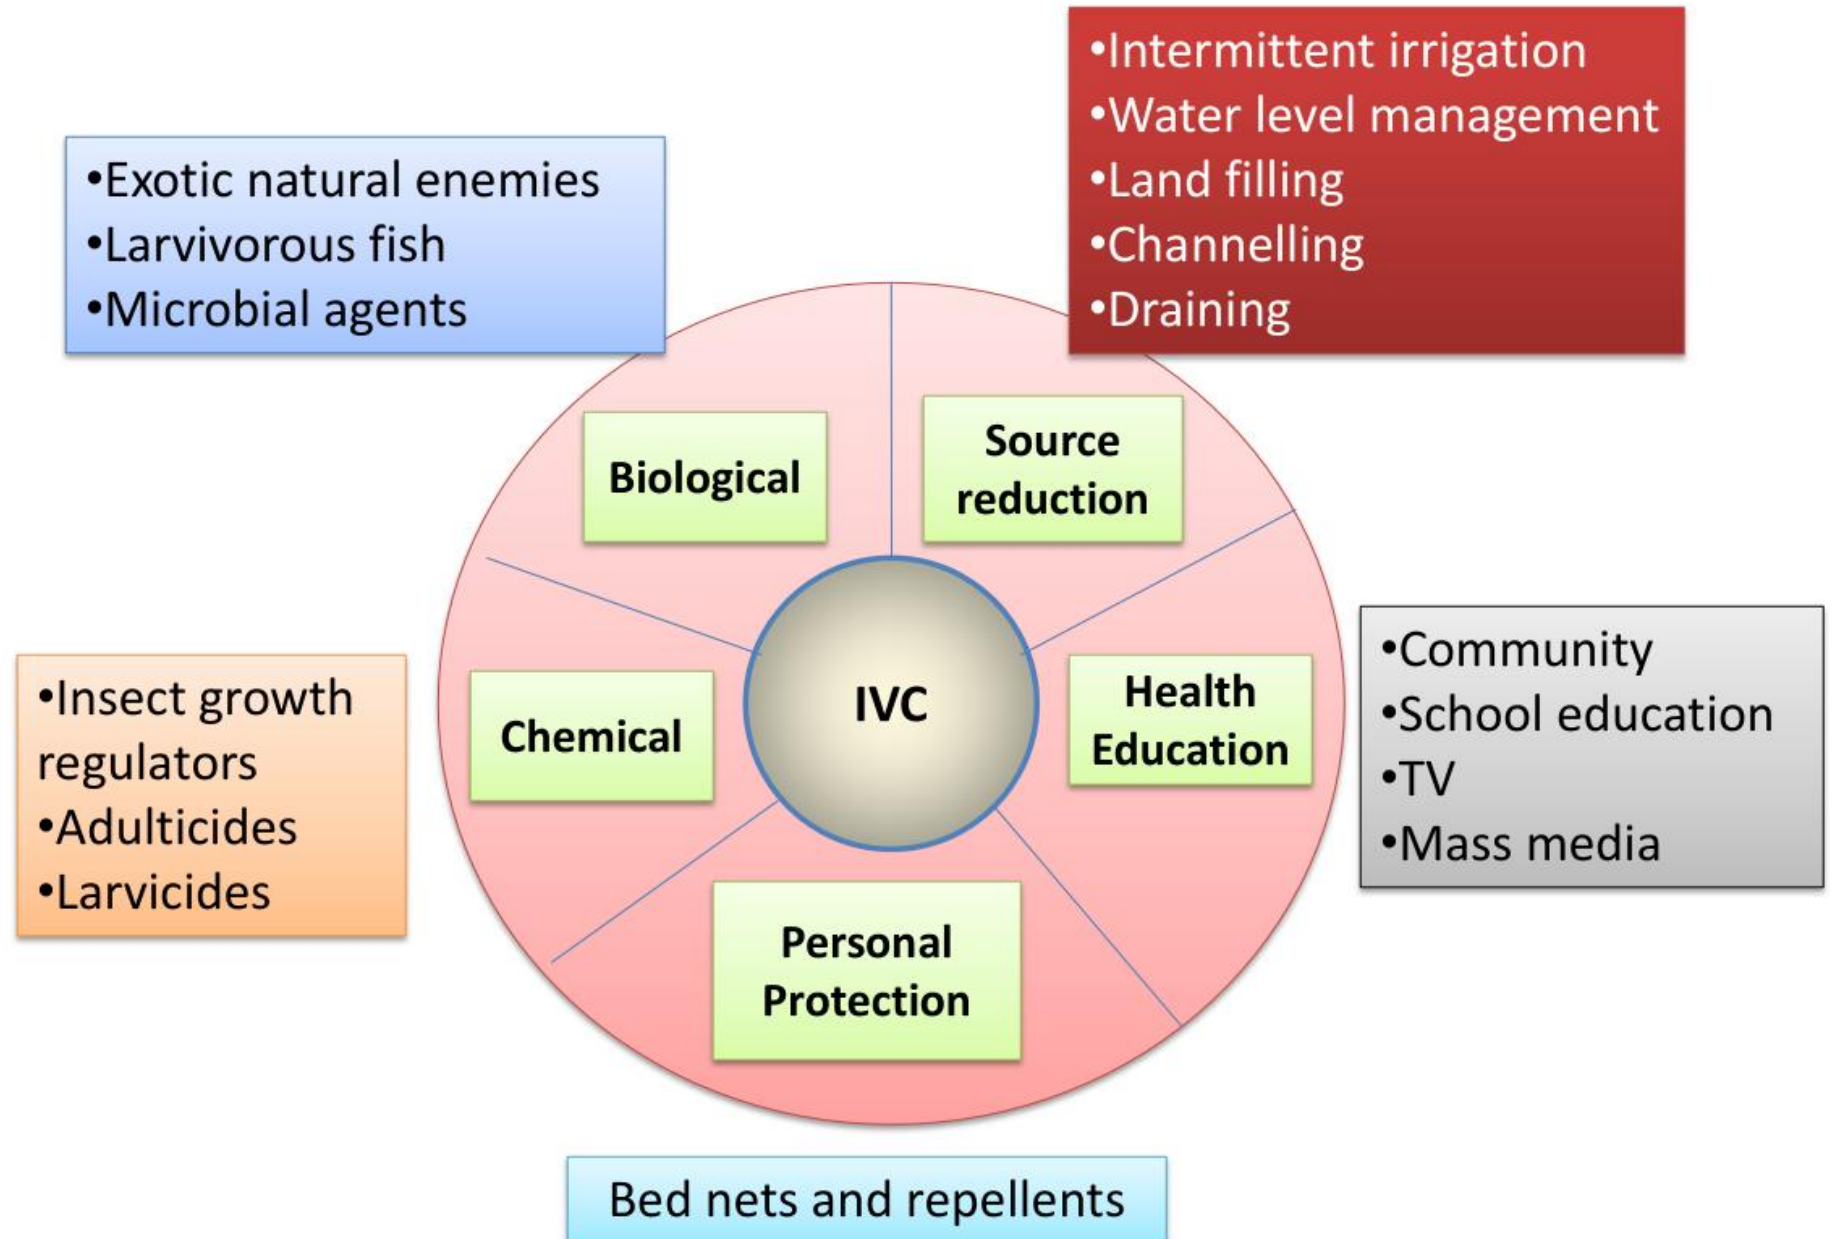 •Intermittent irrigation
•Water level management
•Land filling
•Channelling
•Draining
•Exotic natural enemies
•Larvivorous fish
•Microbial agents
Biological
Source
reduction
•Insect growth
regulators
•Adulticides
•Larvicides
Chemical
IVC
Health
Education
•Community
•School education
•TV
•Mass media
Personal
Protection
Bed nets and repellents